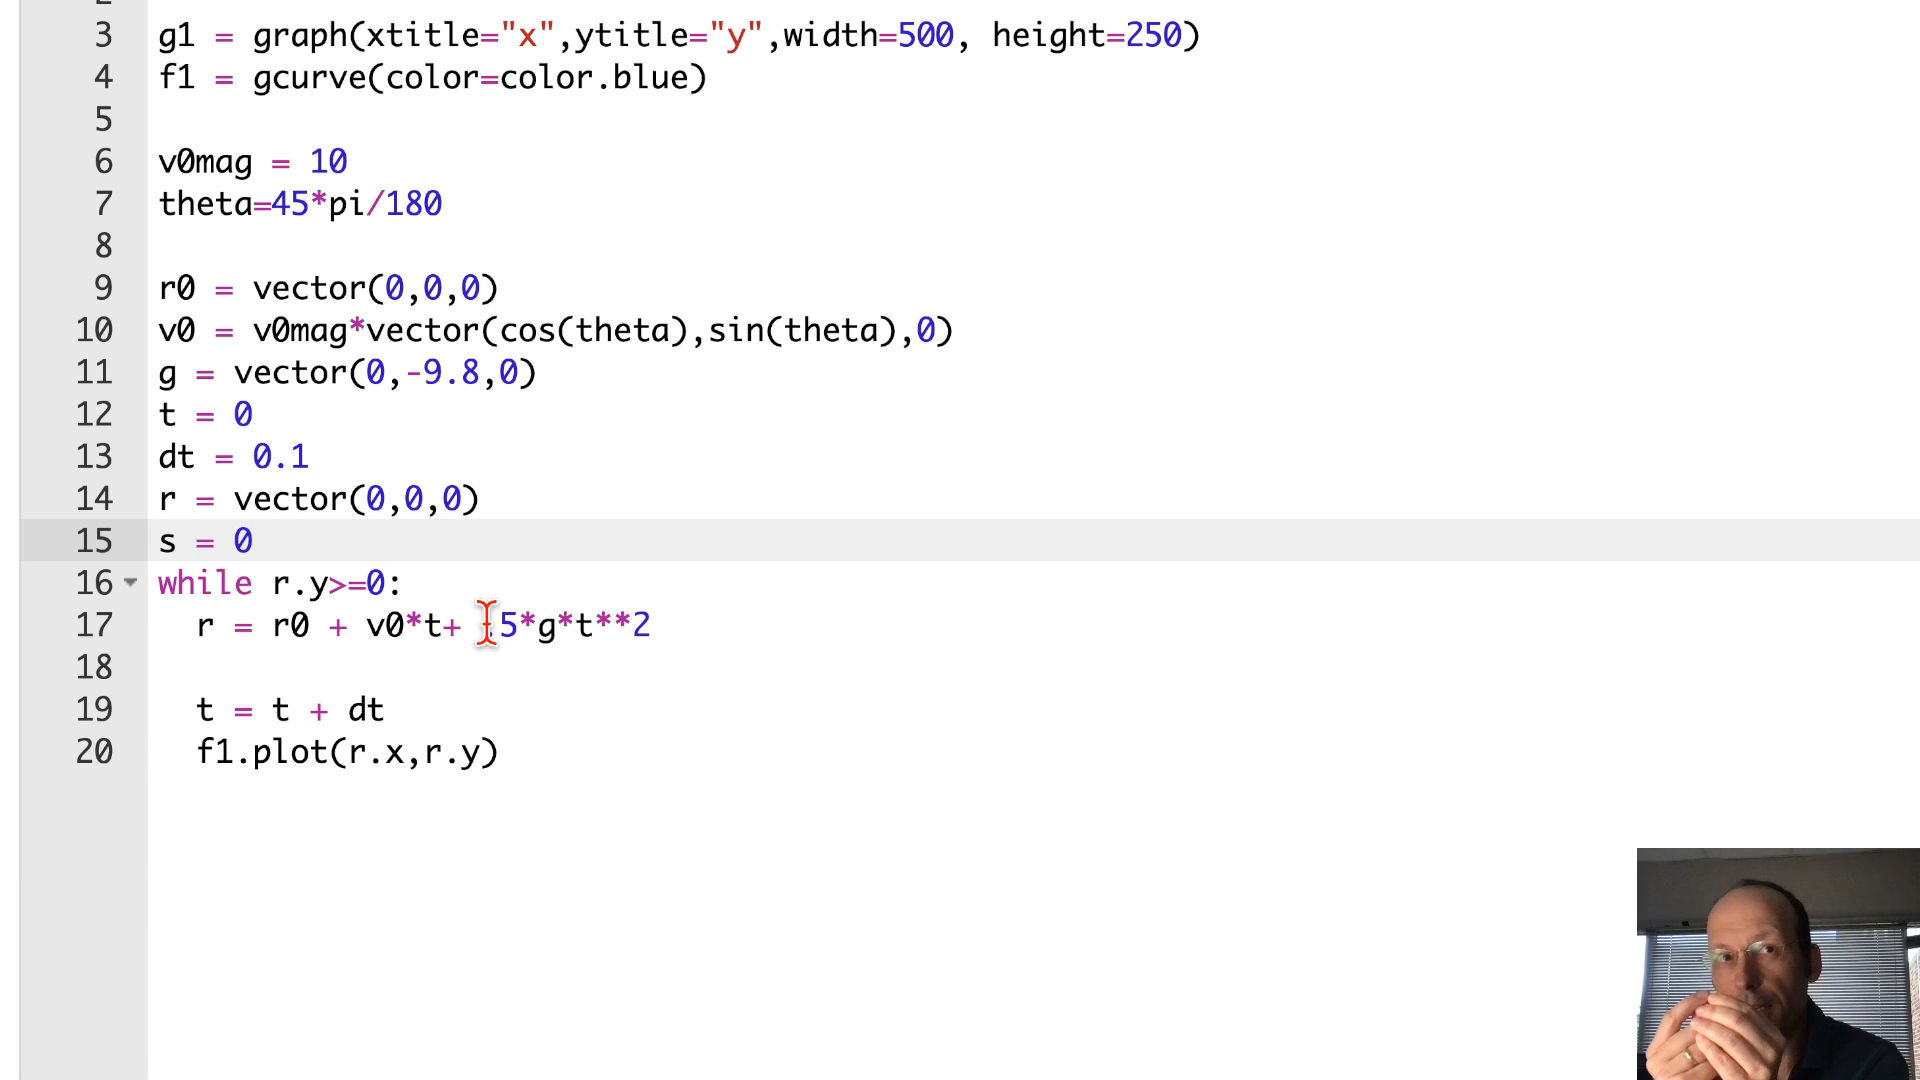 3 g1 = graph(xtitle="x",ytitle="y",width=500, height=250)
4 f1 = gcurve(color=color.blue)
5
6 v0mag = 10
7 theta=45*pi/180
8
9 r0 = vector(0,0,0)
10 v0 = v0mag*vector(cos(theta),sin(theta),0)
11 g = vector(0,-9.8,0)
12 t = 0
13 dt = 0.1
14 r = vector(0,0,0)
15 s = 0
16 while r.y>=0:
17 r = r0 + v0*t+ .5*g*t**2
18
19 t = t + dt
20 f1.plot(r.x,r.y)